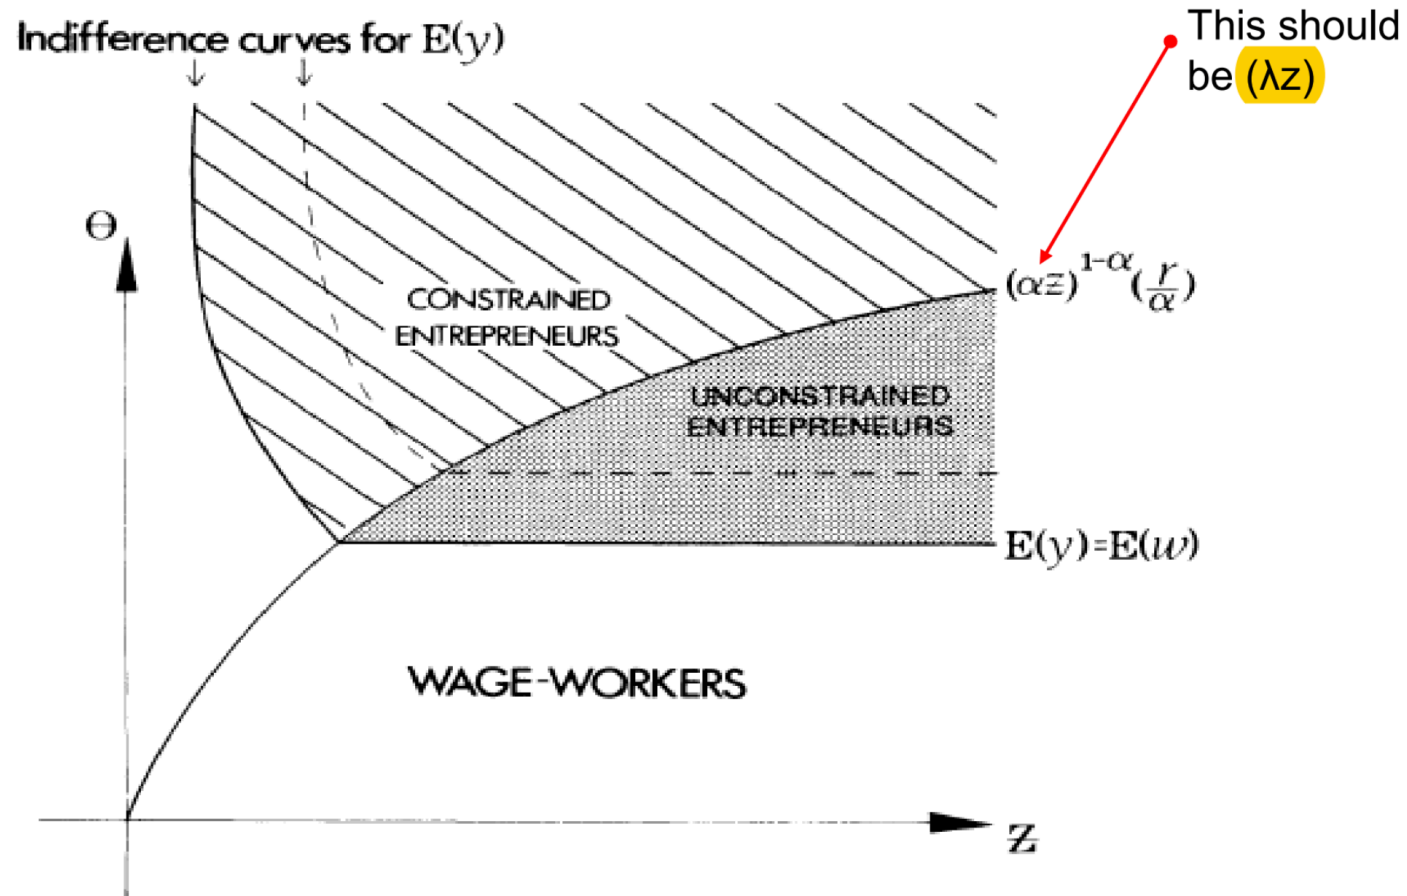 Indifference curves for E(y)
This should
be (λz)
Θ
(αz)^{1-α}(r/α)
CONSTRAINED
ENTREPRENEURS
UNCONSTRAINED
ENTREPRENEURS
E(y)=E(w)
WAGE-WORKERS
z